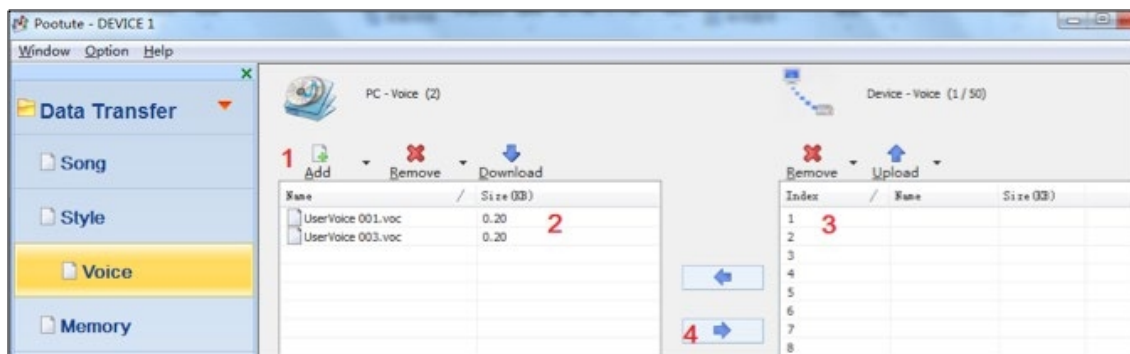 Pootute - DEVICE 1
Window Option Help
Data Transfer
Song
Style
Voice
Memory
PC - Voice (2)
1 Add Remove Download
Name / Size(KB)
UserVoice 001.voc 0.20
UserVoice 003.voc 0.20
2
4
Device - Voice (1 / 50)
Remove Upload
Index / Name Size(KB)
1
2
3
4
5
6
7
8
3